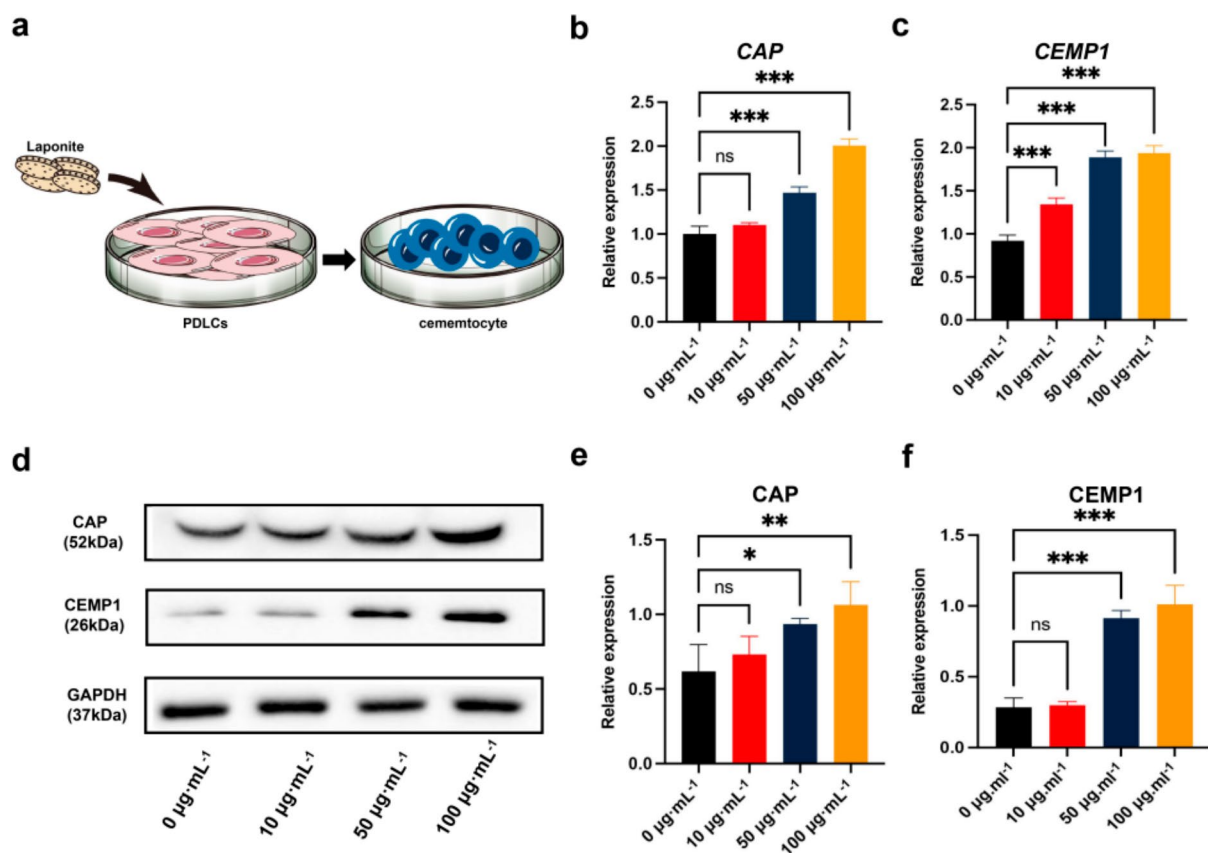 a
Laponite
PDLCs
cememtocyte
b
CAP
***
***
ns
Relative expression
2.5
2.0
1.5
1.0
0.5
0.0
0 µg·mL⁻¹
10 µg·mL⁻¹
50 µg·mL⁻¹
100 µg·mL⁻¹
c
CEMP1
***
***
***
Relative expression
2.5
2.0
1.5
1.0
0.5
0.0
0 µg·mL⁻¹
10 µg·mL⁻¹
50 µg·mL⁻¹
100 µg·mL⁻¹
d
CAP
(52kDa)
CEMP1
(26kDa)
GAPDH
(37kDa)
0 µg·mL⁻¹
10 µg·mL⁻¹
50 µg·mL⁻¹
100 µg·mL⁻¹
e
CAP
**
*
ns
Relative expression
1.5
1.0
0.5
0.0
0 µg·mL⁻¹
10 µg·mL⁻¹
50 µg·mL⁻¹
100 µg·mL⁻¹
f
CEMP1
***
***
ns
Relative expression
1.5
1.0
0.5
0.0
0 µg.ml⁻¹
10 µg.ml⁻¹
50 µg.ml⁻¹
100 µg.ml⁻¹